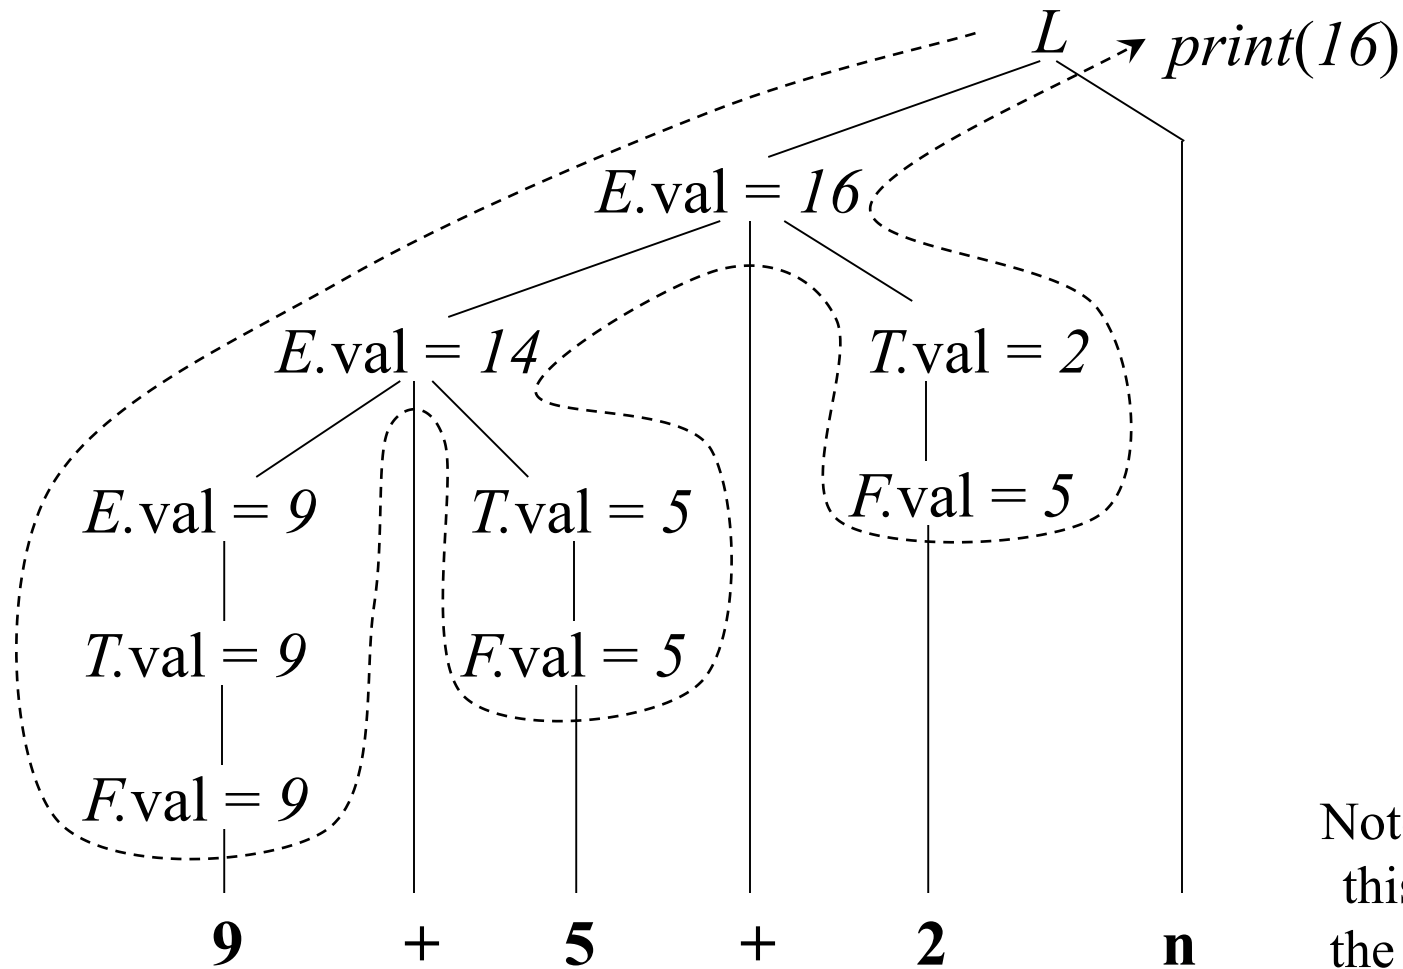 L
print(16)
E.val = 16
E.val = 14
T.val = 2
E.val = 9
T.val = 5
F.val = 5
T.val = 9
F.val = 5
F.val = 9
9 + 5 + 2 n
the